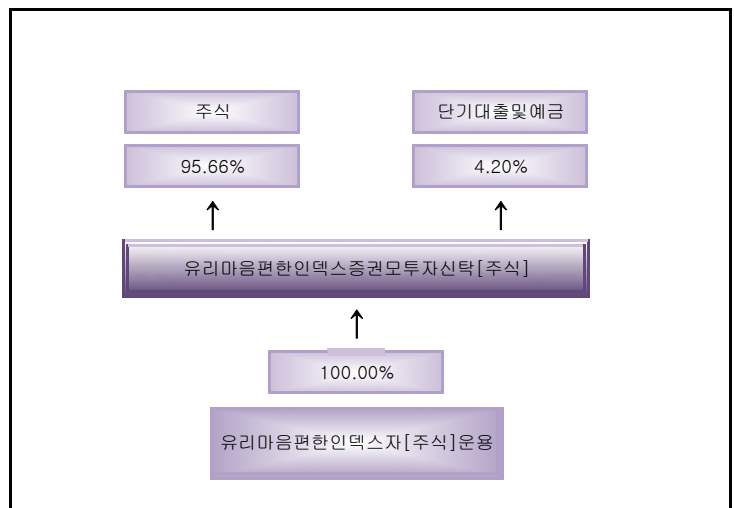 주식
단기대출및예금
95.66%
4.20%
유리마음편한인덱스증권모투자신탁[주식]
100.00%
유리마음편한인덱스자[주식]운용